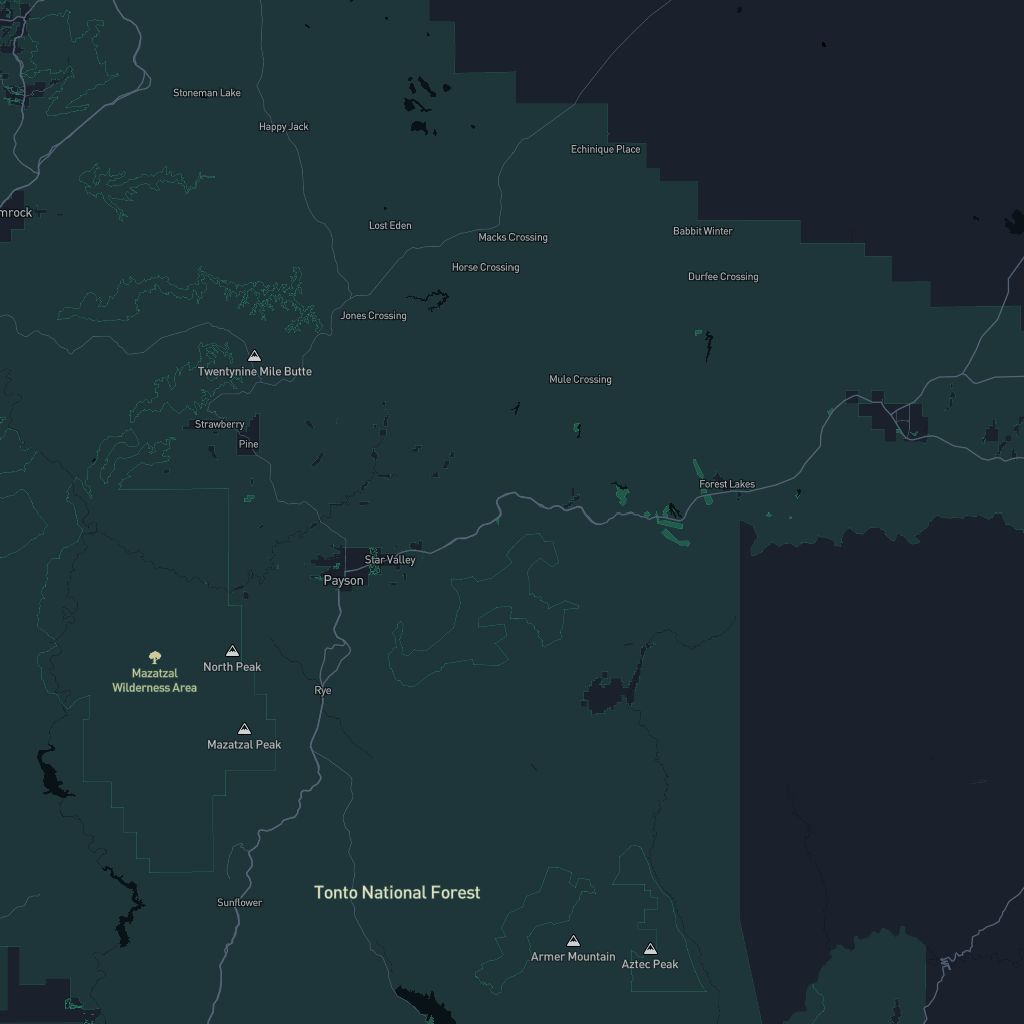 Stoneman Lake
Happy Jack
Echinique Place
mrock
Lost Eden
Macks Crossing
Babbit Winter
Horse Crossing
Durfee Crossing
Jones Crossing
Twentynine Mile Butte
Mule Crossing
Strawberry
Pine
Forest Lakes
Star Valley
Payson
North Peak
Mazatzal
Wilderness Area
Rye
Mazatzal Peak
Tonto National Forest
Sunflower
Armer Mountain
Aztec Peak